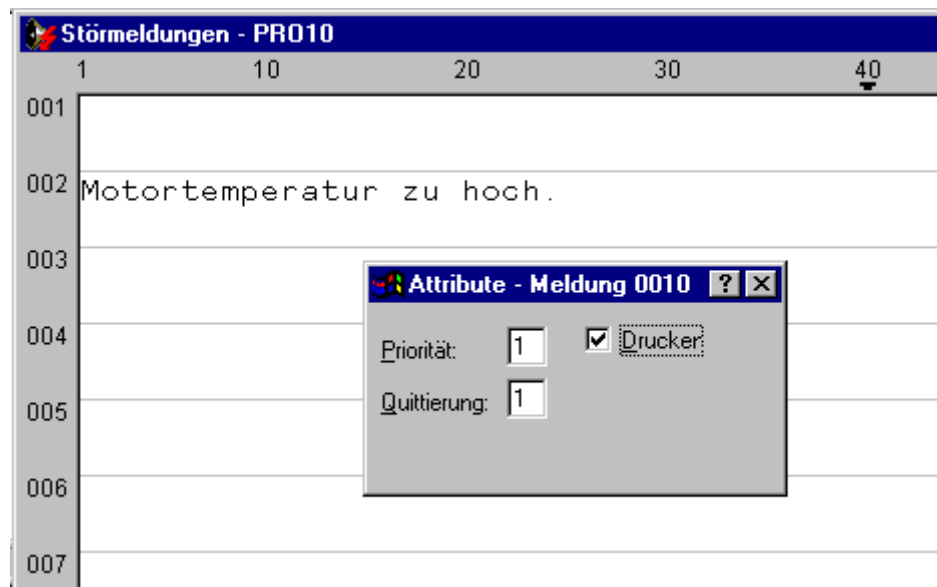 Störmeldungen - PRO10
1 10 20 30 40
001
002 Motortemperatur zu hoch.
003
Attribute - Meldung 0010
004
Priorität: 1 Drucker
Quittierung: 1
005
006
007